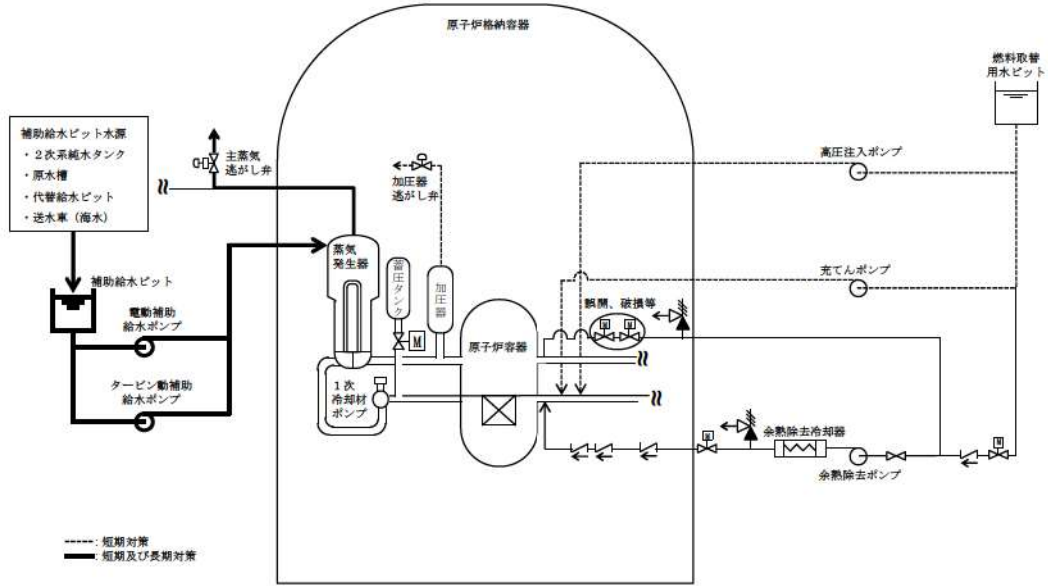 原子炉格納容器
燃料取替
用水ピット
補助給水ピット水源
・2次系純水タンク
・原水槽
・代替給水ピット
・送水車(海水)
主蒸気
逃がし弁
加圧器
逃がし弁
高圧注入ポンプ
蒸気
発生器
蓄圧タンク
加圧器
充てんポンプ
補助給水ピット
電動補助
給水ポンプ
誤開、破損等
M
M
M
原子炉容器
タービン動補助
給水ポンプ
1次
冷却材
ポンプ
M
余熱除去冷却器
M
余熱除去ポンプ
-----:短期対策
━━:短期及び長期対策